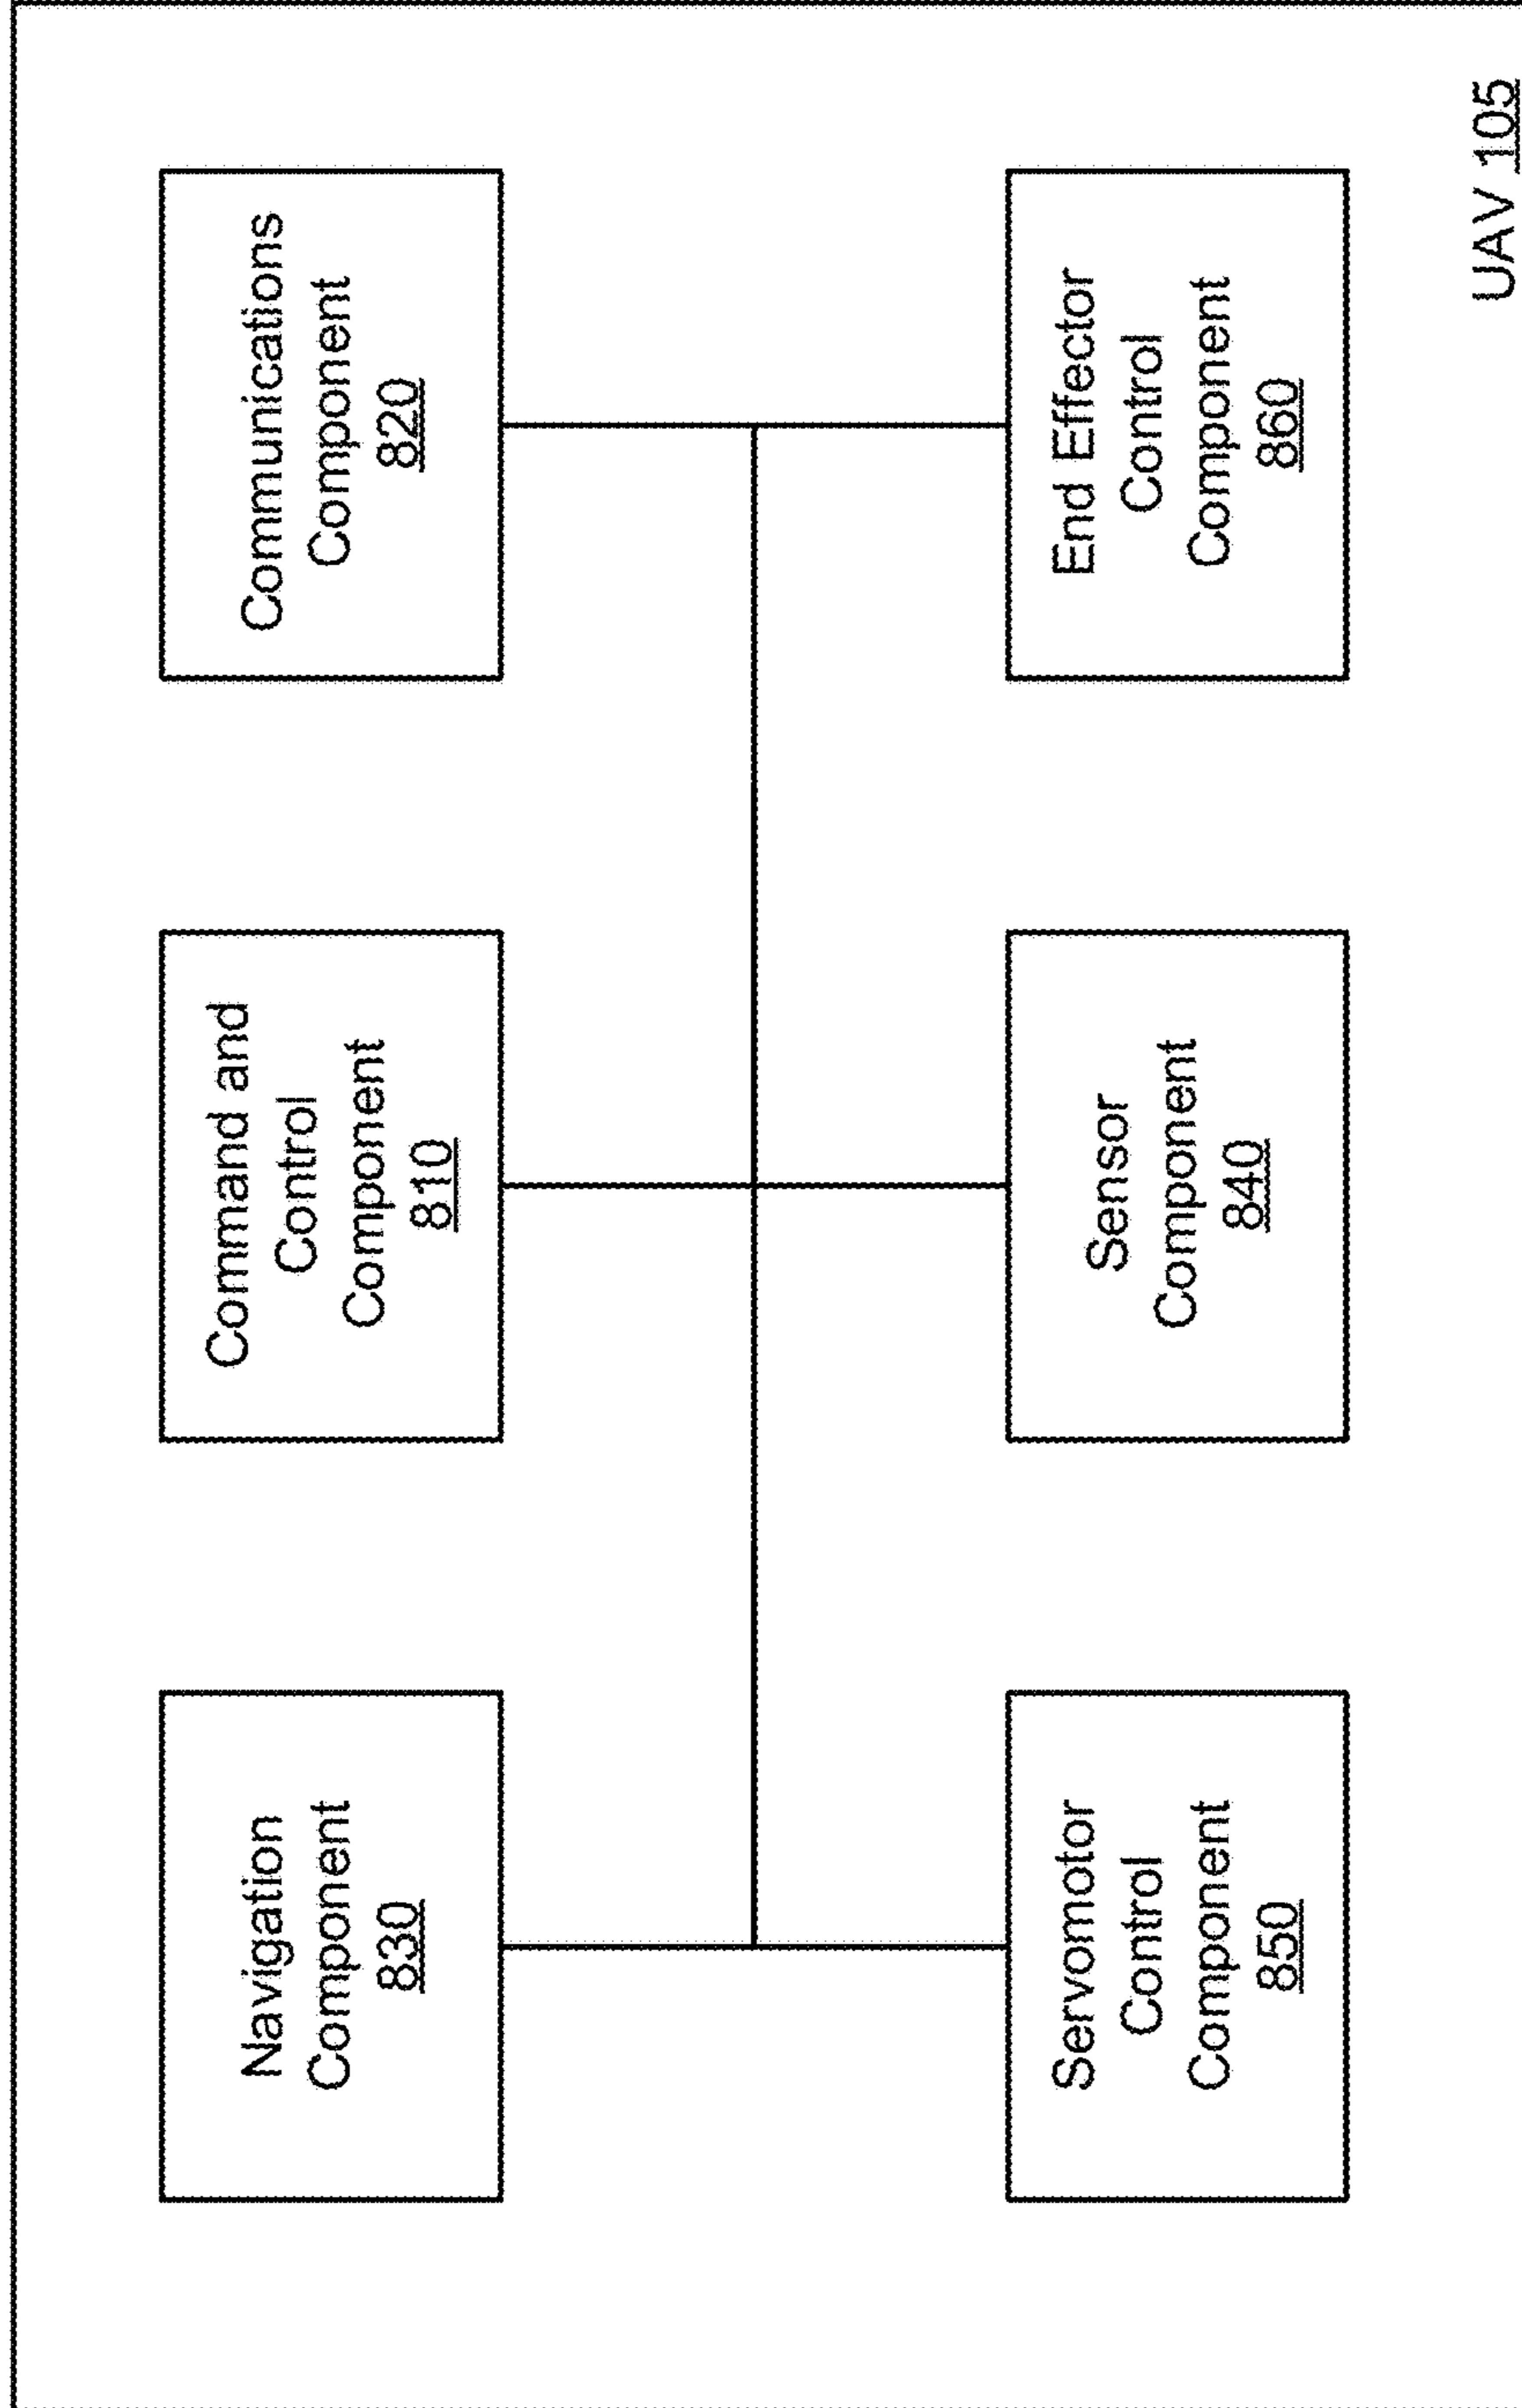 Navigation
Component
830
Command and
Control
Component
810
Communications
Component
820
Servomotor
Control
Component
850
Sensor
Component
840
End Effector
Control
Component
860
UAV 105